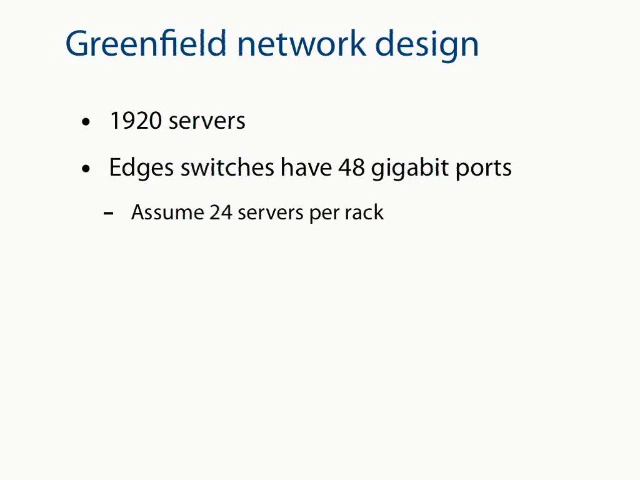 Greenfield network design
• 1920 servers
• Edges switches have 48 gigabit ports
– Assume 24 servers per rack